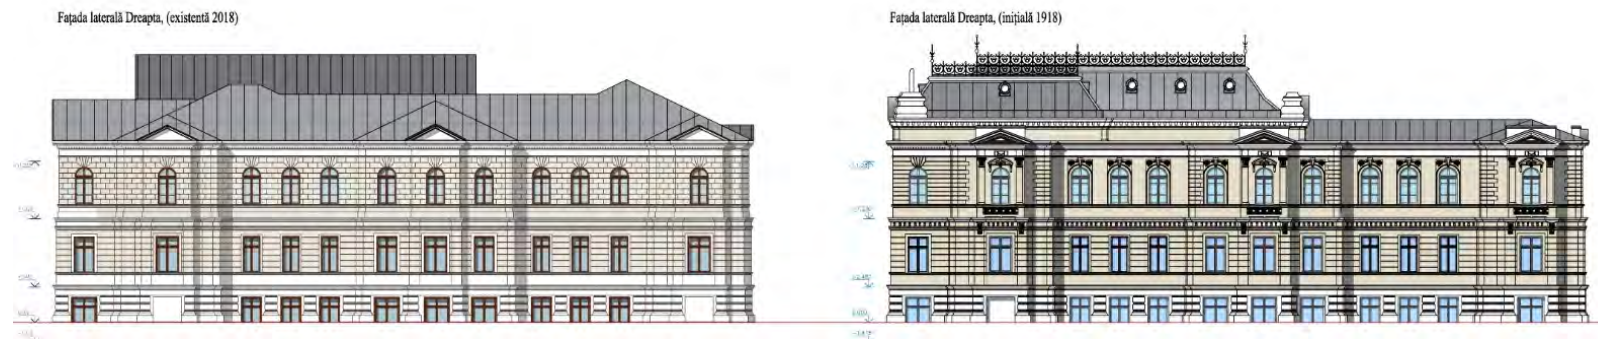 Fațada laterală Dreapta, (existentă 2018)
Fațada laterală Dreapta, (inițială 1918)